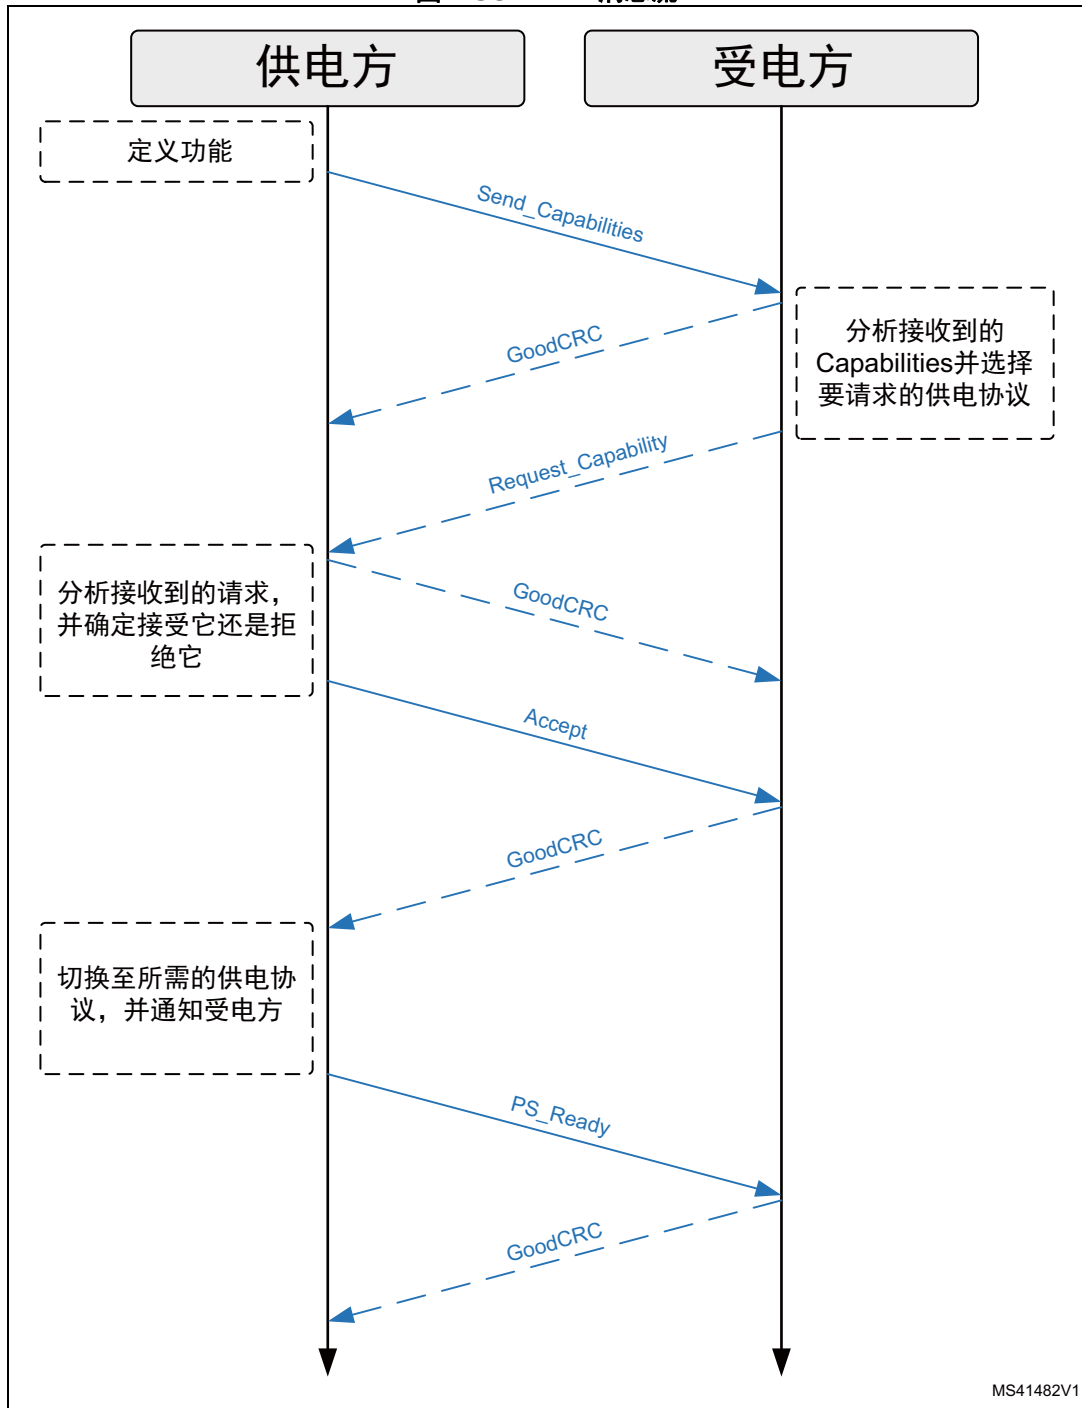 供电方
受电方
定义功能
Send_Capabilities
GoodCRC
分析接收到的
Capabilities并选择
要请求的供电协议
Request_Capability
分析接收到的请求，
并确定接受它还是拒
绝它
GoodCRC
Accept
GoodCRC
切换至所需的供电协
议，并通知受电方
PS_Ready
GoodCRC
MS41482V1